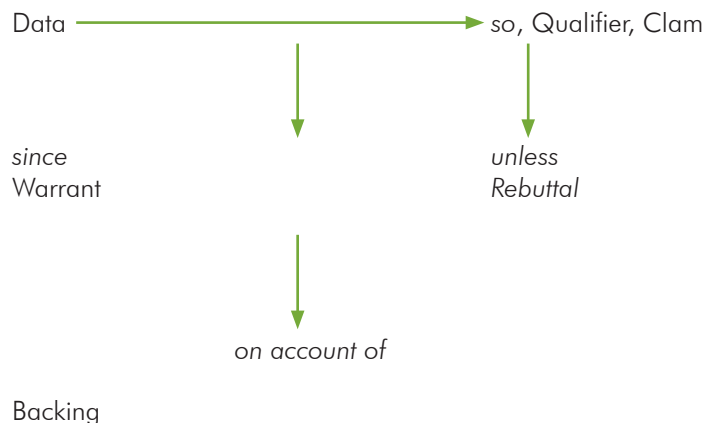 Data so, Qualifier, Clam
since unless
Warrant Rebuttal
on account of
Backing